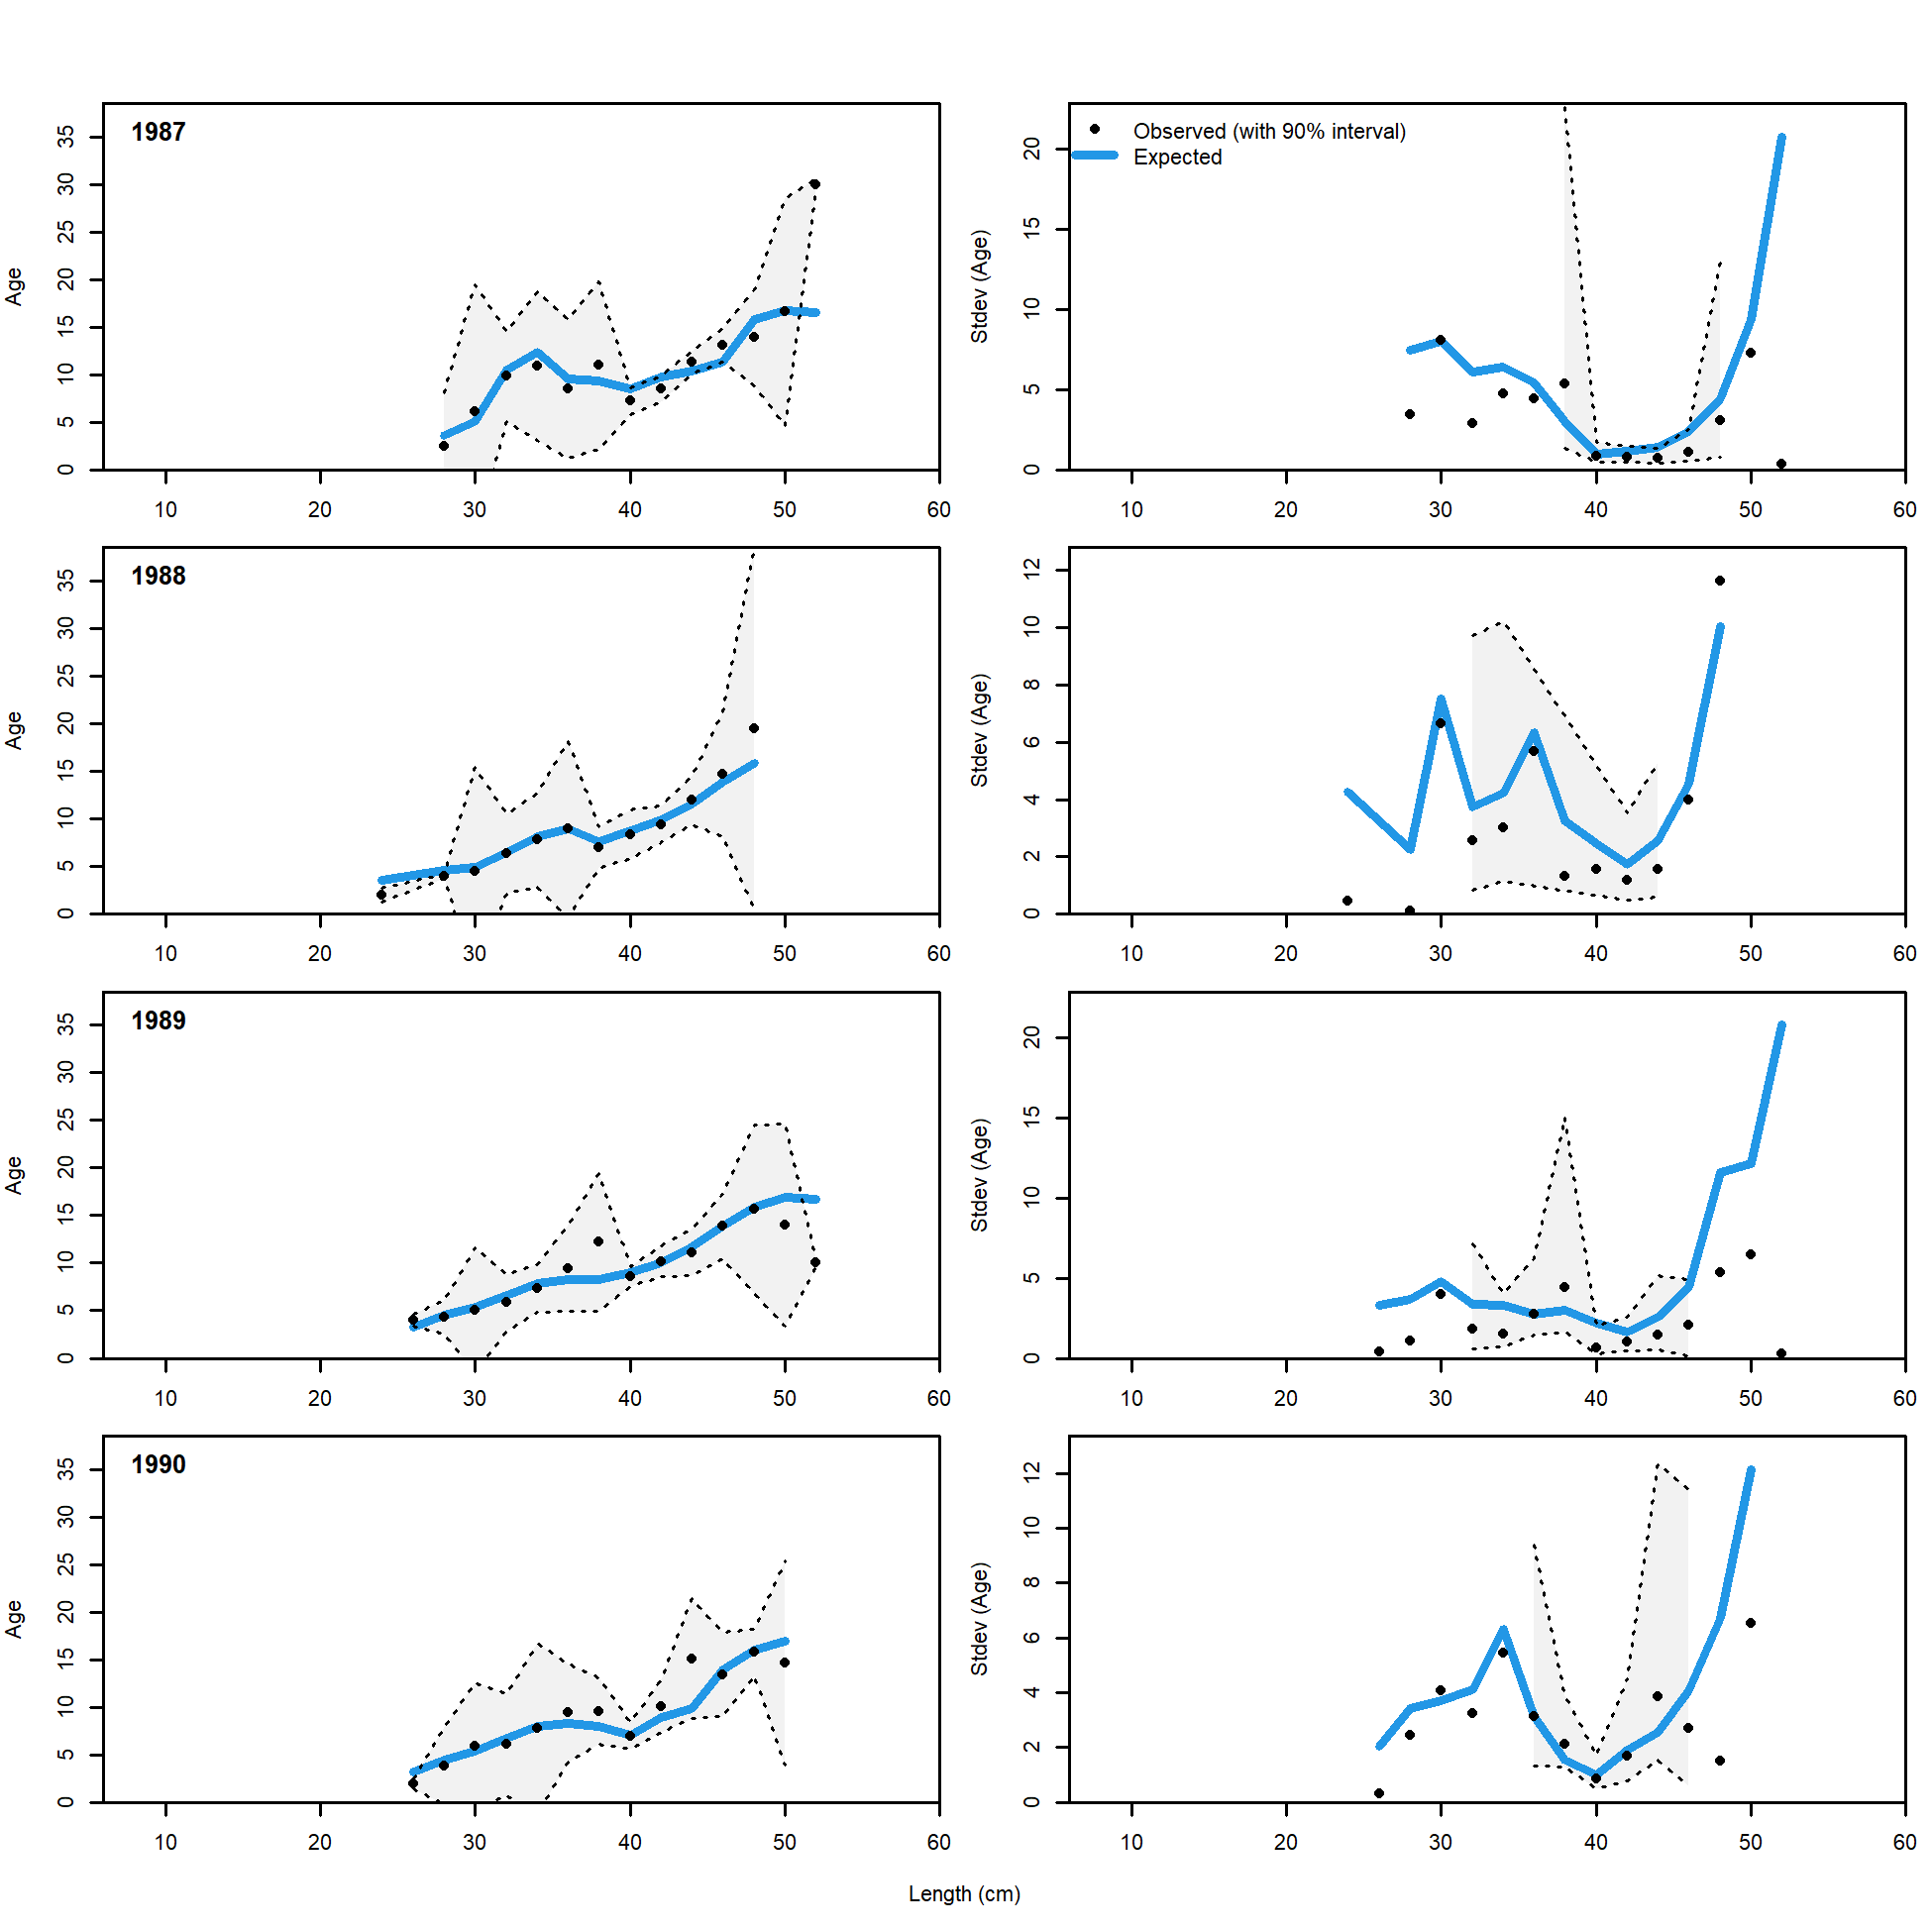 1987
Age
0 5 10 15 20 25 30 35
10 20 30 40 50 60
Observed (with 90% interval)
Expected
Stdev (Age)
0 5 10 15 20
10 20 30 40 50 60
1988
Age
0 5 10 15 20 25 30 35
10 20 30 40 50 60
Stdev (Age)
0 2 4 6 8 10 12
10 20 30 40 50 60
1989
Age
0 5 10 15 20 25 30 35
10 20 30 40 50 60
Stdev (Age)
0 5 10 15 20
10 20 30 40 50 60
1990
Age
0 5 10 15 20 25 30 35
10 20 30 40 50 60
Stdev (Age)
0 2 4 6 8 10 12
10 20 30 40 50 60
Length (cm)